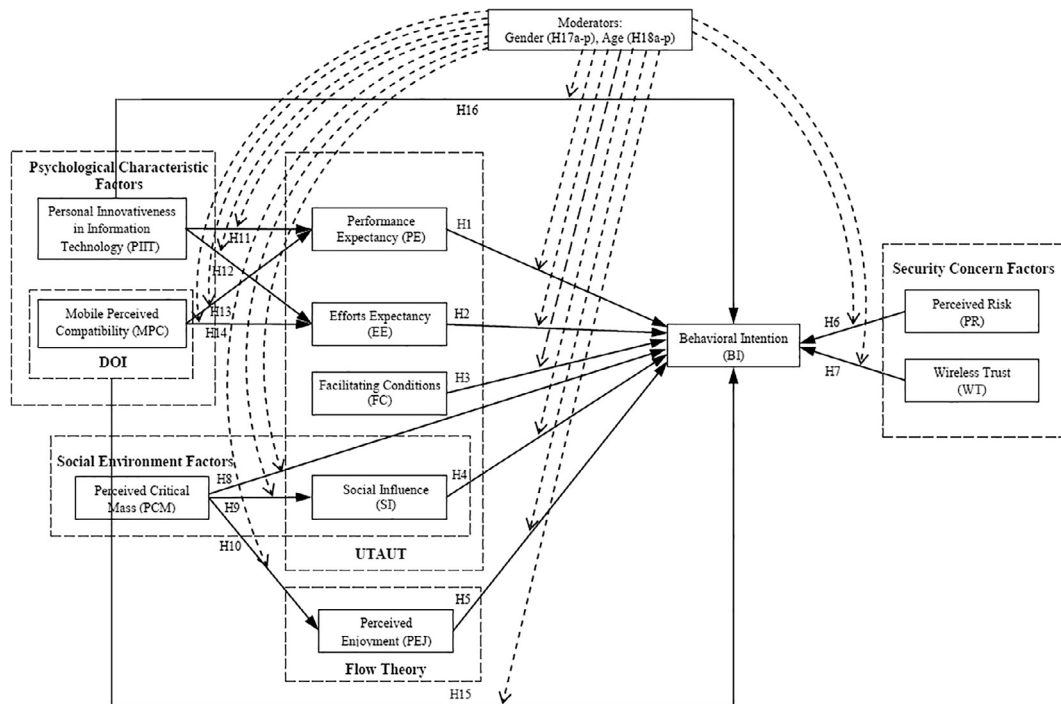 Moderators:
Gender (H17a-p), Age (H18a-p)
H16
Psychological Characteristic
Factors
Personal Innovativeness
in Information
Technology (PIIT)
H11
H12
Performance
Expectancy (PE)
H1
Mobile Perceived
Compatibility (MPC)
DOI
H13
H14
Efforts Expectancy
(EE)
H2
Facilitating Conditions
(FC)
H3
Behavioral Intention
(BI)
Security Concern Factors
Perceived Risk
(PR)
H6
Wireless Trust
(WT)
H7
Social Environment Factors
Perceived Critical
Mass (PCM)
H8
H9
H10
Social Influence
(SI)
H4
UTAUT
H5
Perceived
Enjoyment (PEJ)
Flow Theory
H15